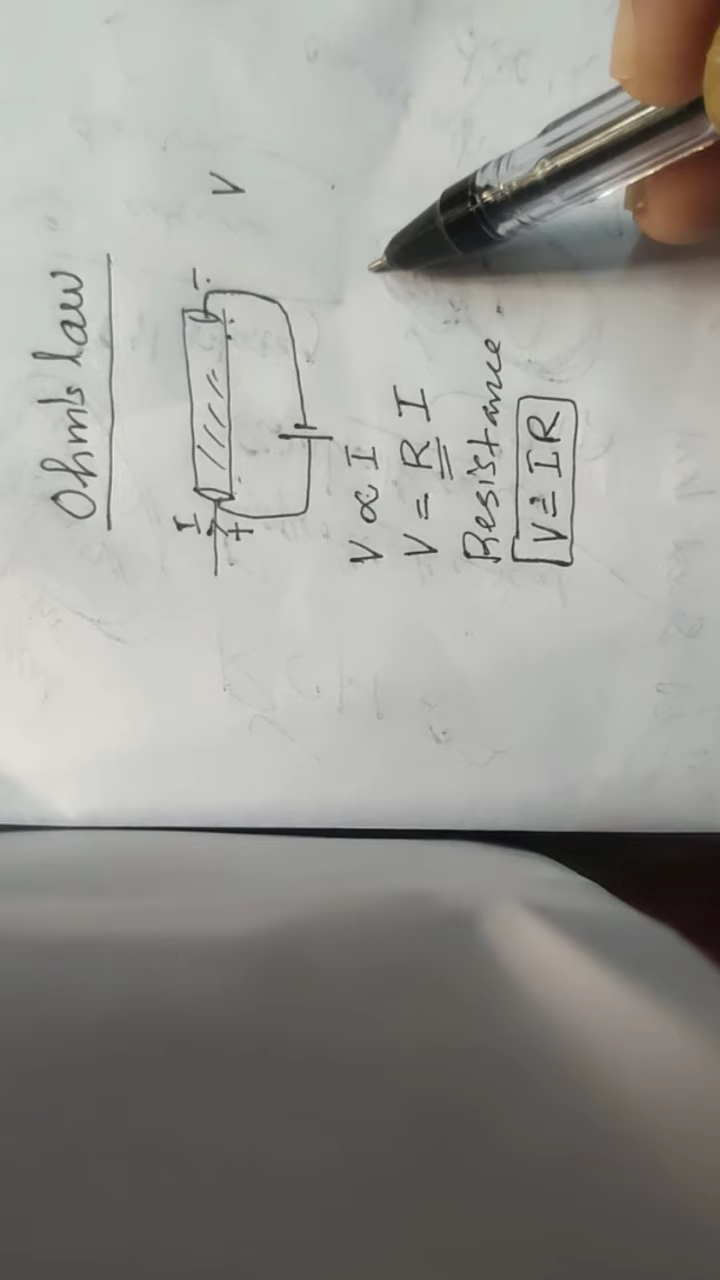 Ohm's law
I
+ -
V
V ∝ I
V = R I
Resistance
V = IR